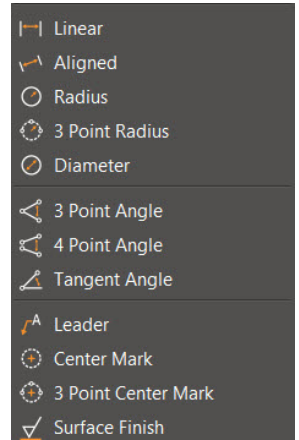 Linear
Aligned
Radius
3 Point Radius
Diameter
3 Point Angle
4 Point Angle
Tangent Angle
A Leader
Center Mark
3 Point Center Mark
Surface Finish